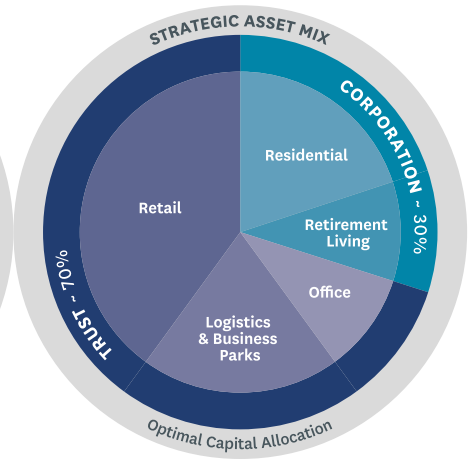 STRATEGIC ASSET MIX
CORPORATION ~ 30%
Residential
Retail
Retirement
Living
Office
TRUST ~ 70%
Logistics
& Business
Parks
Optimal Capital Allocation